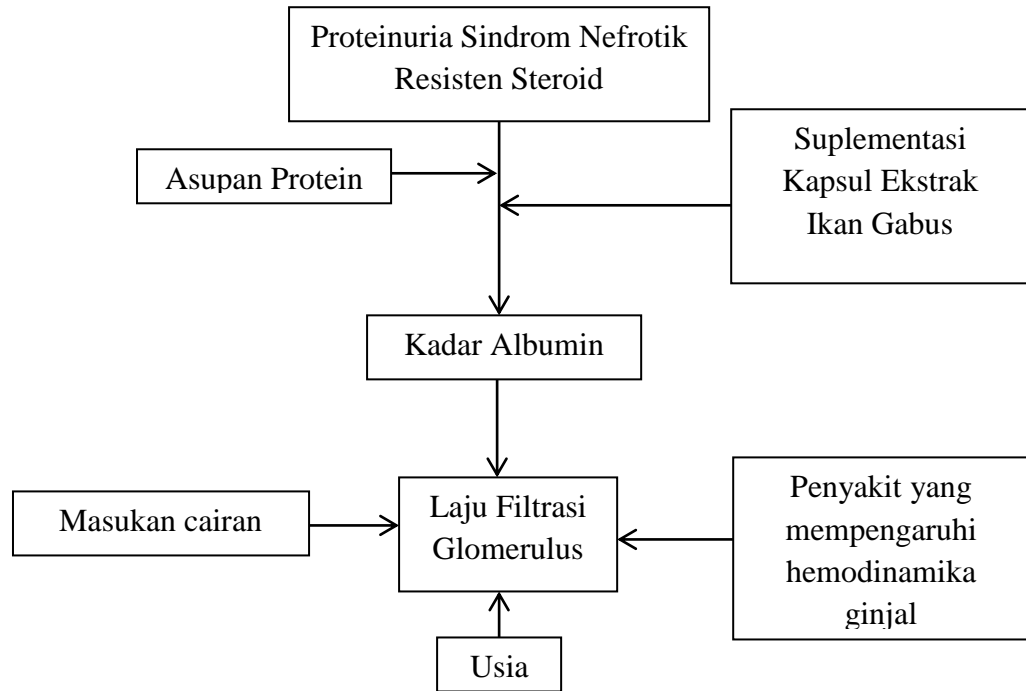 Proteinuria Sindrom Nefrotik
Resisten Steroid
Asupan Protein
Suplementasi
Kapsul Ekstrak
Ikan Gabus
Kadar Albumin
Masukan cairan
Laju Filtrasi
Glomerulus
Penyakit yang
mempengaruhi
hemodinamika
ginjal
Usia